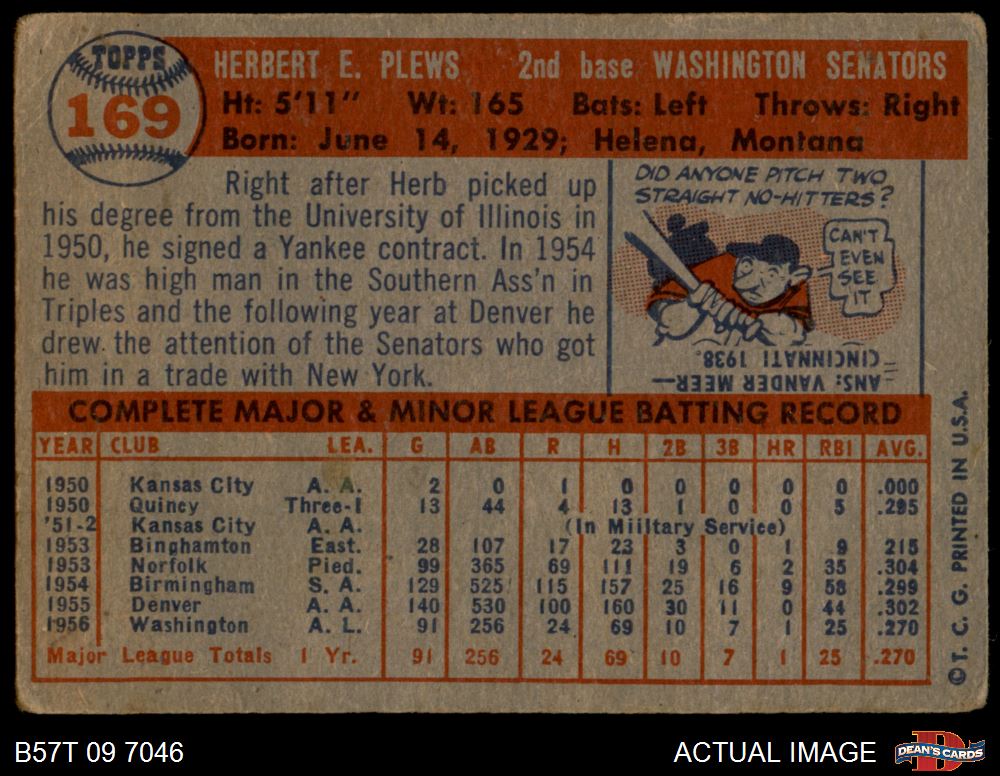 TOPPS
169
HERBERT E. PLEWS 2nd base WASHINGTON SENATORS
Ht: 5'11" Wt: 165 Bats: Left Throws: Right
Born: June 14, 1929; Helena, Montana
Right after Herb picked up
his degree from the University of Illinois in
1950, he signed a Yankee contract. In 1954
he was high man in the Southern Ass'n in
Triples and the following year at Denver he
drew the attention of the Senators who got
him in a trade with New York.
DID ANYONE PITCH TWO
STRAIGHT NO-HITTERS?
CAN'T
EVEN
SEE
IT
ANS: VANDER MEER—
CINCINNATI 1938.
COMPLETE MAJOR & MINOR LEAGUE BATTING RECORD
YEAR CLUB LEA. G AB R H 2B 3B HR RBI AVG.
1950 Kansas City A. A. 2 0 1 0 0 0 0 0 .000
1950 Quincy Three-I 13 44 4 13 1 0 0 5 .295
'51-2 Kansas City A. A. (In Military Service)
1953 Binghamton East. 28 107 17 23 3 0 1 9 215
1953 Norfolk Pied. 99 365 69 111 19 6 2 35 .304
1954 Birmingham S. A. 129 525 115 157 25 16 9 58 .299
1955 Denver A. A. 140 530 100 160 30 11 0 44 .302
1956 Washington A. L. 91 256 24 69 10 7 1 25 .270
Major League Totals 1 Yr. 91 256 24 69 10 7 1 25 .270
©T. C. G. PRINTED IN U.S.A.
B57T 09 7046
ACTUAL IMAGE
D
DEAN'S CARDS